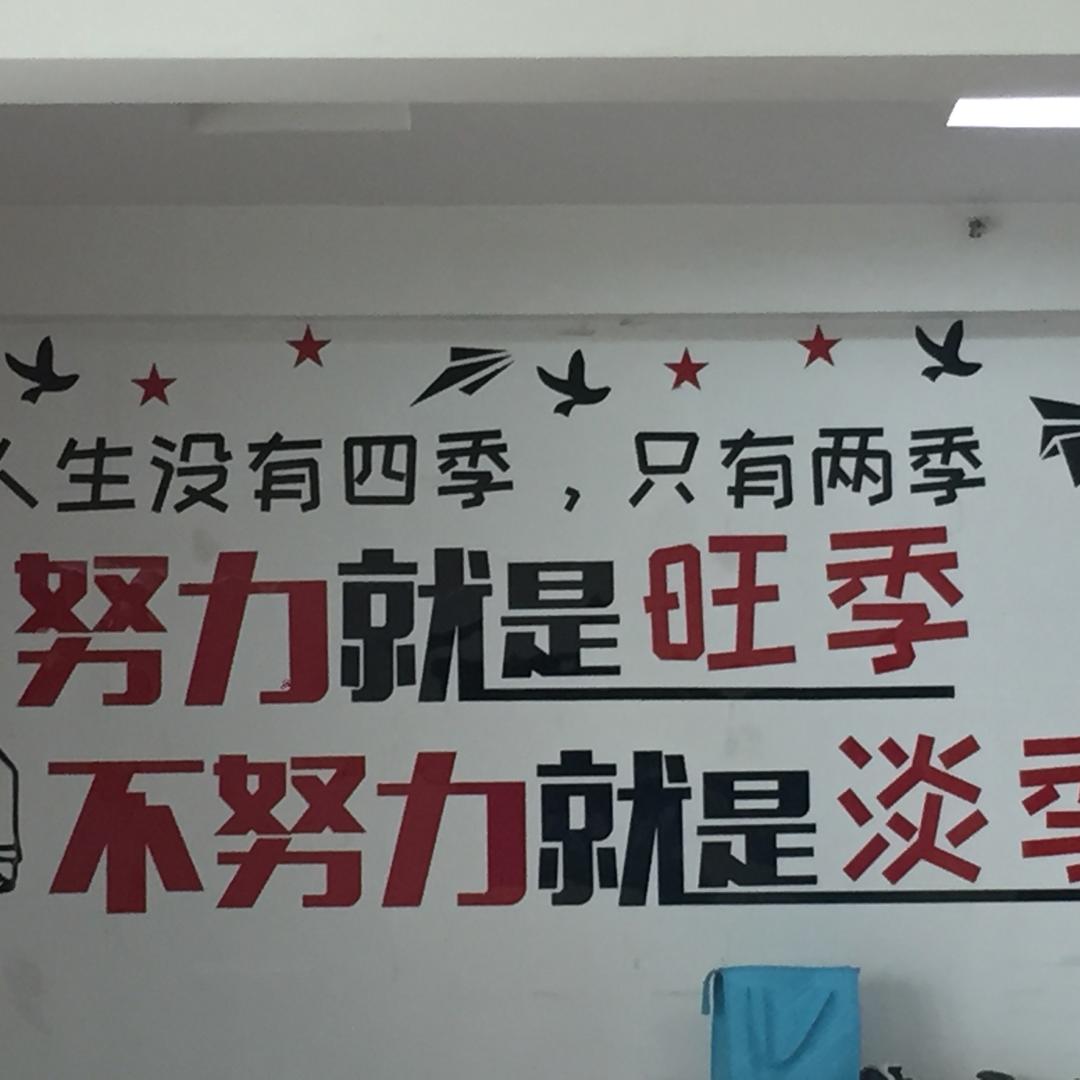 人生没有四季，只有两季
努力就是旺季
不努力就是淡季